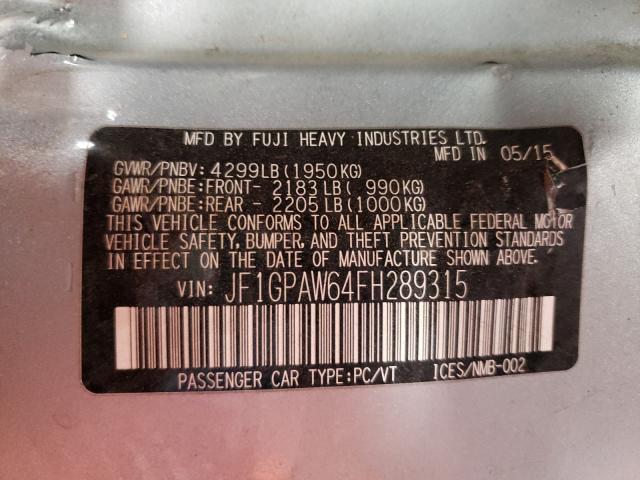 MFD BY FUJI HEAVY INDUSTRIES LTD.
MFD IN 05/15
GVWR/PNBV: 4299LB(1950KG)
GAWR/PNBE:FRONT- 2183LB( 990KG)
GAWR/PNBE:REAR - 2205LB(1000KG)
THIS VEHICLE CONFORMS TO ALL APPLICABLE FEDERAL MOTOR
VEHICLE SAFETY, BUMPER, AND THEFT PREVENTION STANDARDS
IN EFFECT ON THE DATE OF MANUFACTURE SHOWN ABOVE.
VIN: JF1GPAW64FH289315
PASSENGER CAR TYPE:PC/VT ICES/NMB-002